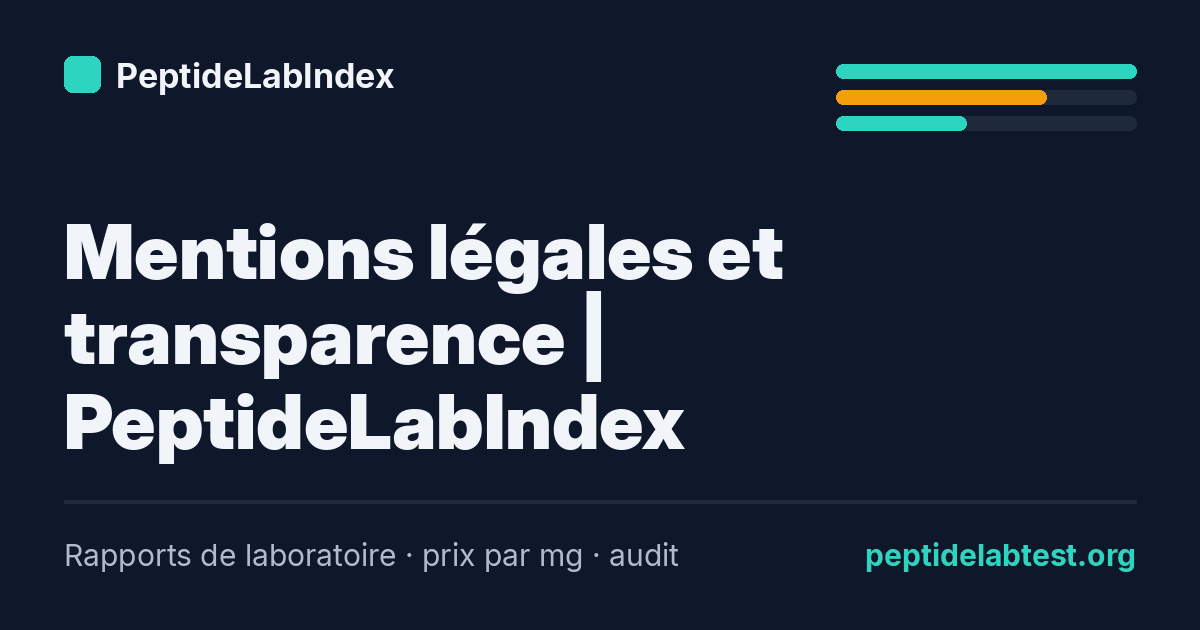 PeptideLabIndex
Mentions légales et
transparence |
PeptideLabIndex
Rapports de laboratoire · prix par mg · audit
peptidelabtest.org